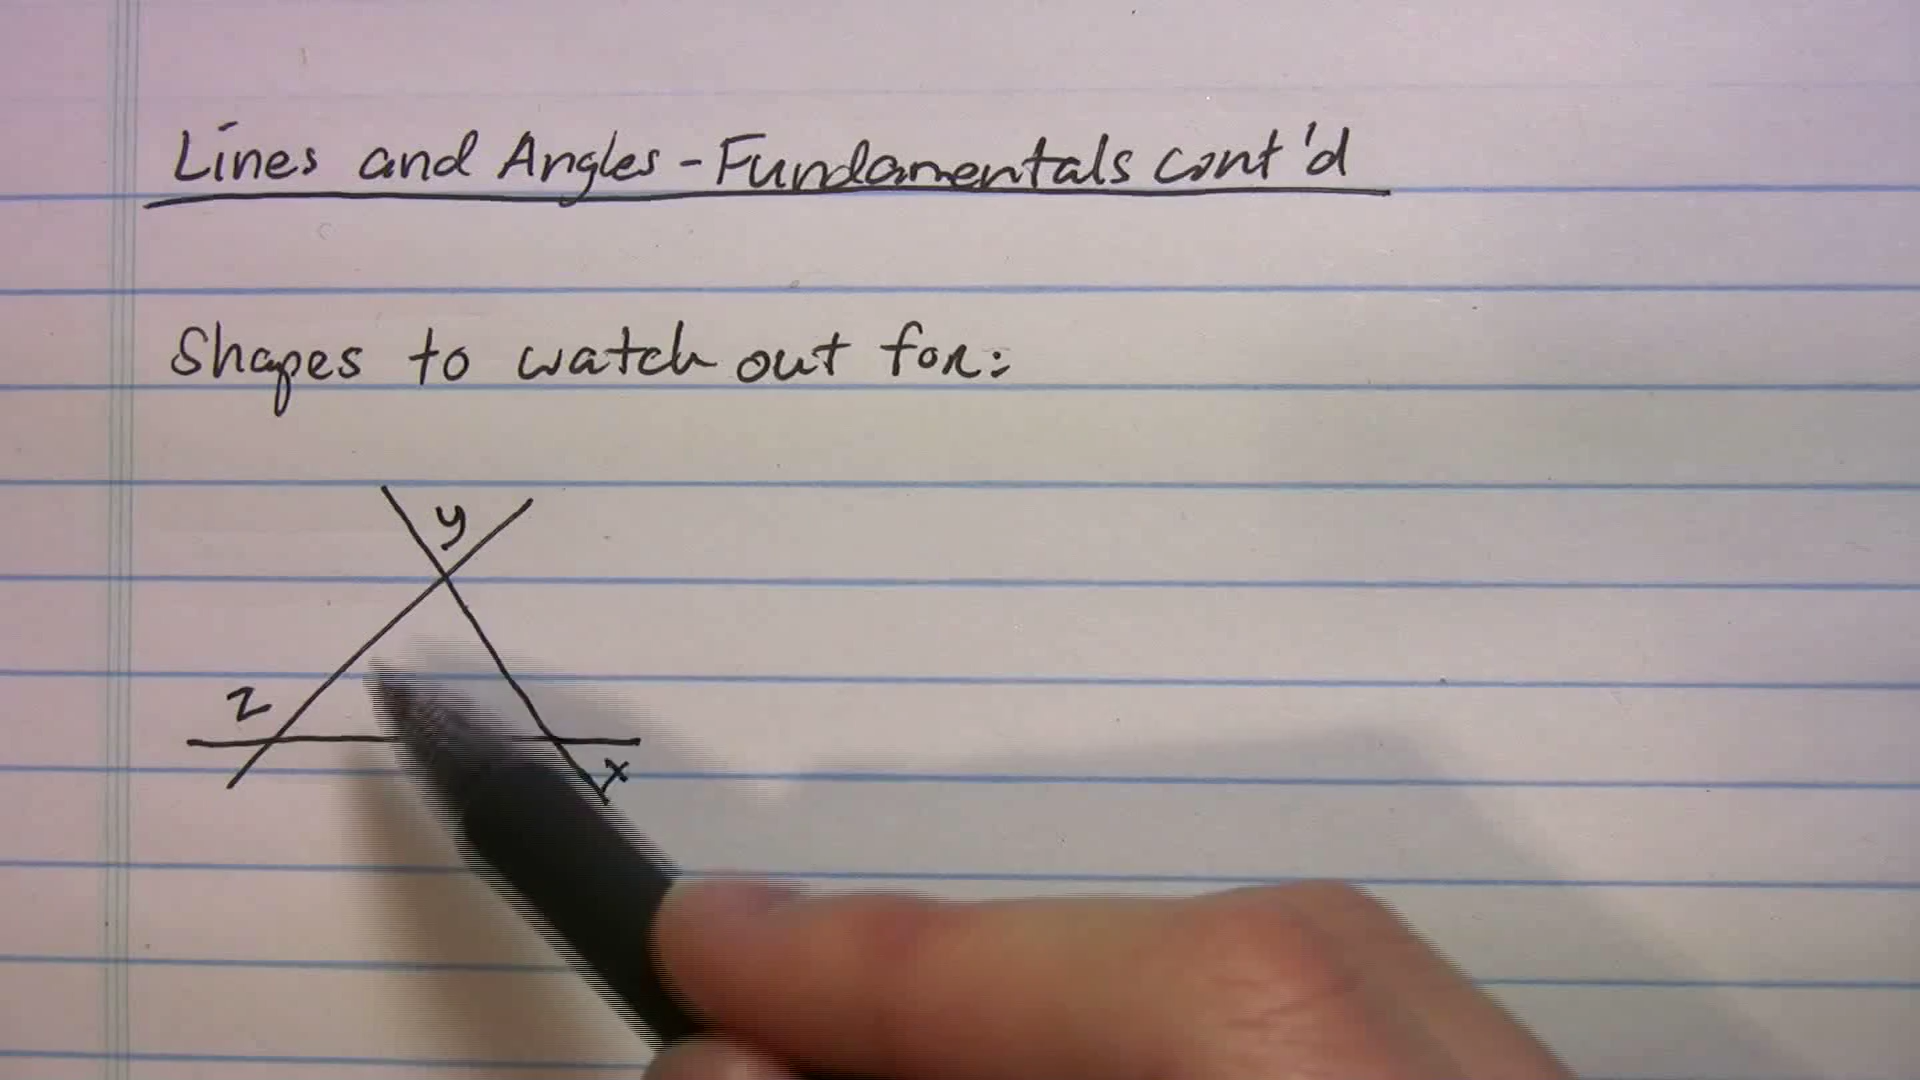 Lines and Angles - Fundamentals cont'd
Shapes to watch out for:
y
z
x